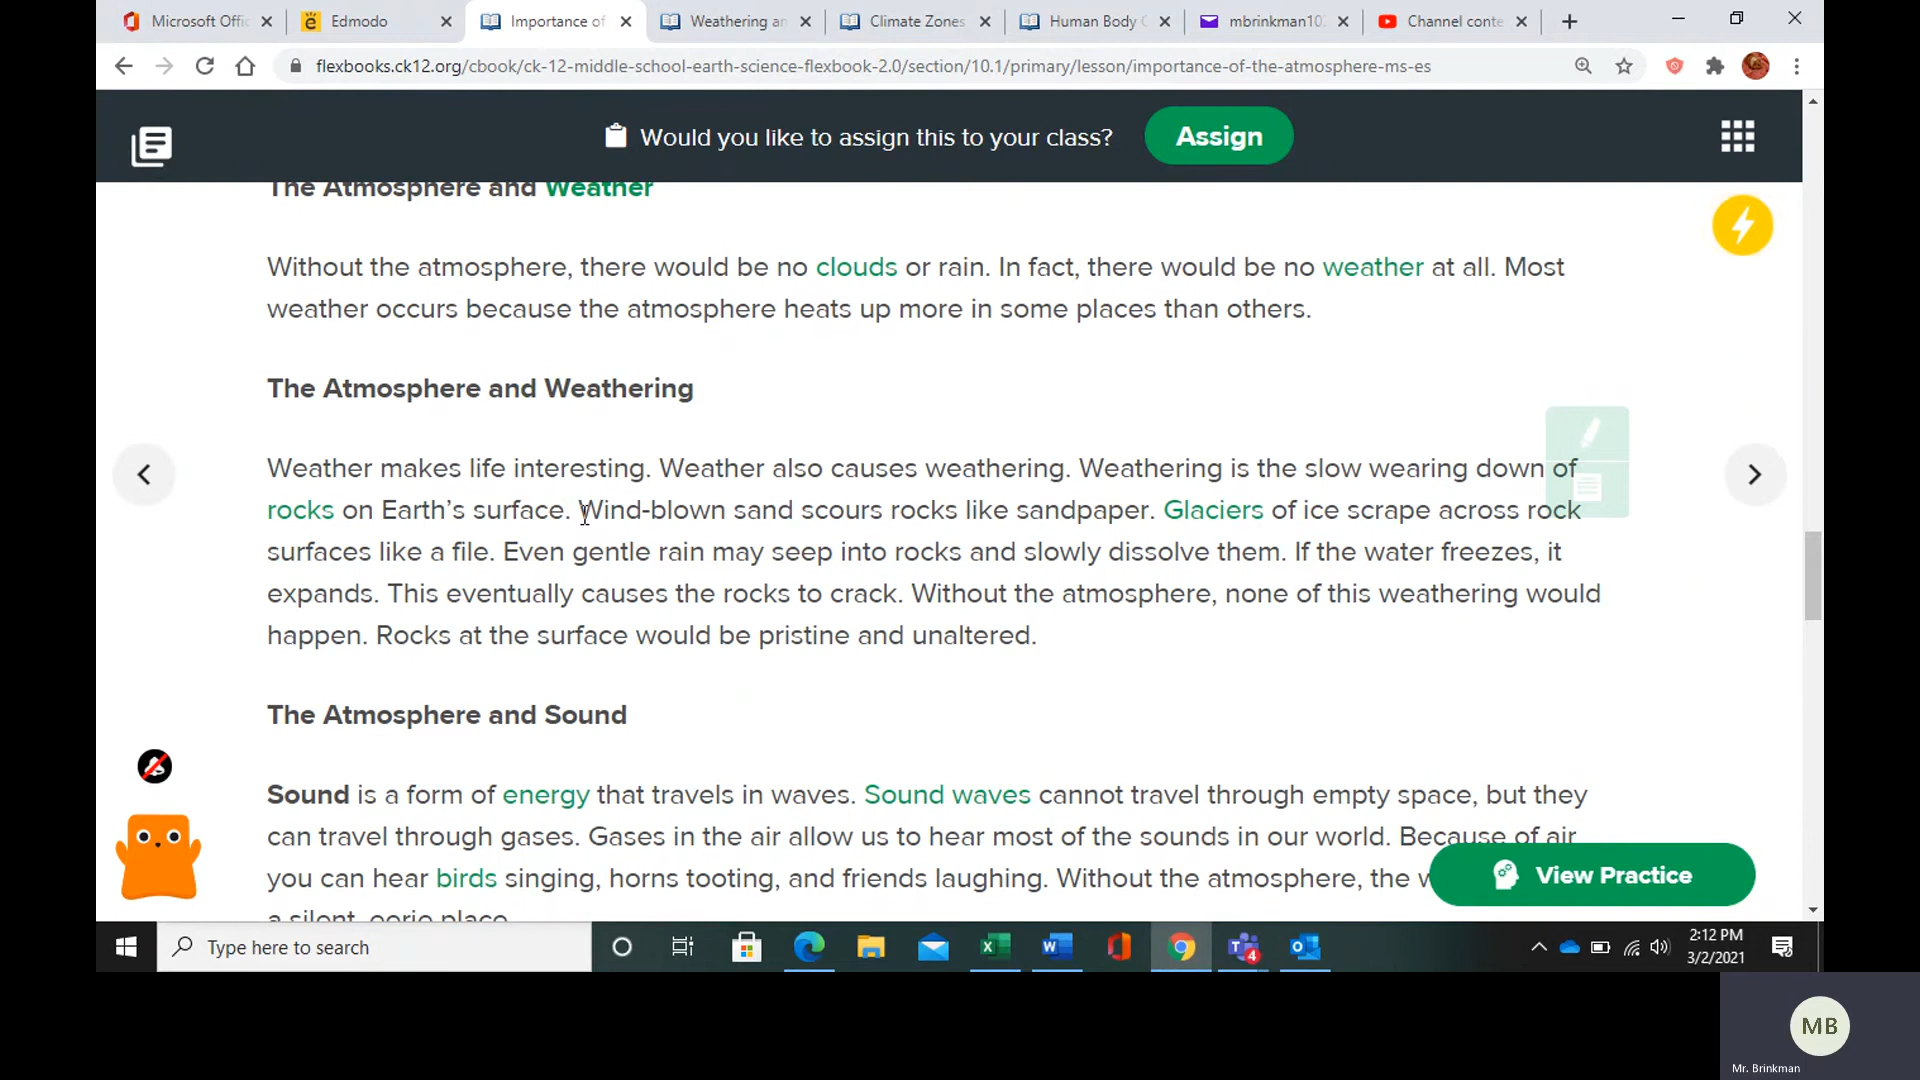 Microsoft Offi
Edmodo
Importance of
Weathering an
Climate Zones
Human Body
mbrinkman10
Channel conte
flexbooks.ck12.org/cbook/ck-12-middle-school-earth-science-flexbook-2.0/section/10.1/primary/lesson/importance-of-the-atmosphere-ms-es
Would you like to assign this to your class?
Assign
The Atmosphere and Weather
Without the atmosphere, there would be no clouds or rain. In fact, there would be no weather at all. Most
weather occurs because the atmosphere heats up more in some places than others.
The Atmosphere and Weathering
Weather makes life interesting. Weather also causes weathering. Weathering is the slow wearing down of
rocks on Earth’s surface. Wind-blown sand scours rocks like sandpaper. Glaciers of ice scrape across rock
surfaces like a file. Even gentle rain may seep into rocks and slowly dissolve them. If the water freezes, it
expands. This eventually causes the rocks to crack. Without the atmosphere, none of this weathering would
happen. Rocks at the surface would be pristine and unaltered.
The Atmosphere and Sound
Sound is a form of energy that travels in waves. Sound waves cannot travel through empty space, but they
can travel through gases. Gases in the air allow us to hear most of the sounds in our world. Because of air
you can hear birds singing, horns tooting, and friends laughing. Without the atmosphere, the w
a silent, eerie place.
View Practice
Type here to search
4
2:12 PM
3/2/2021
MB
Mr. Brinkman